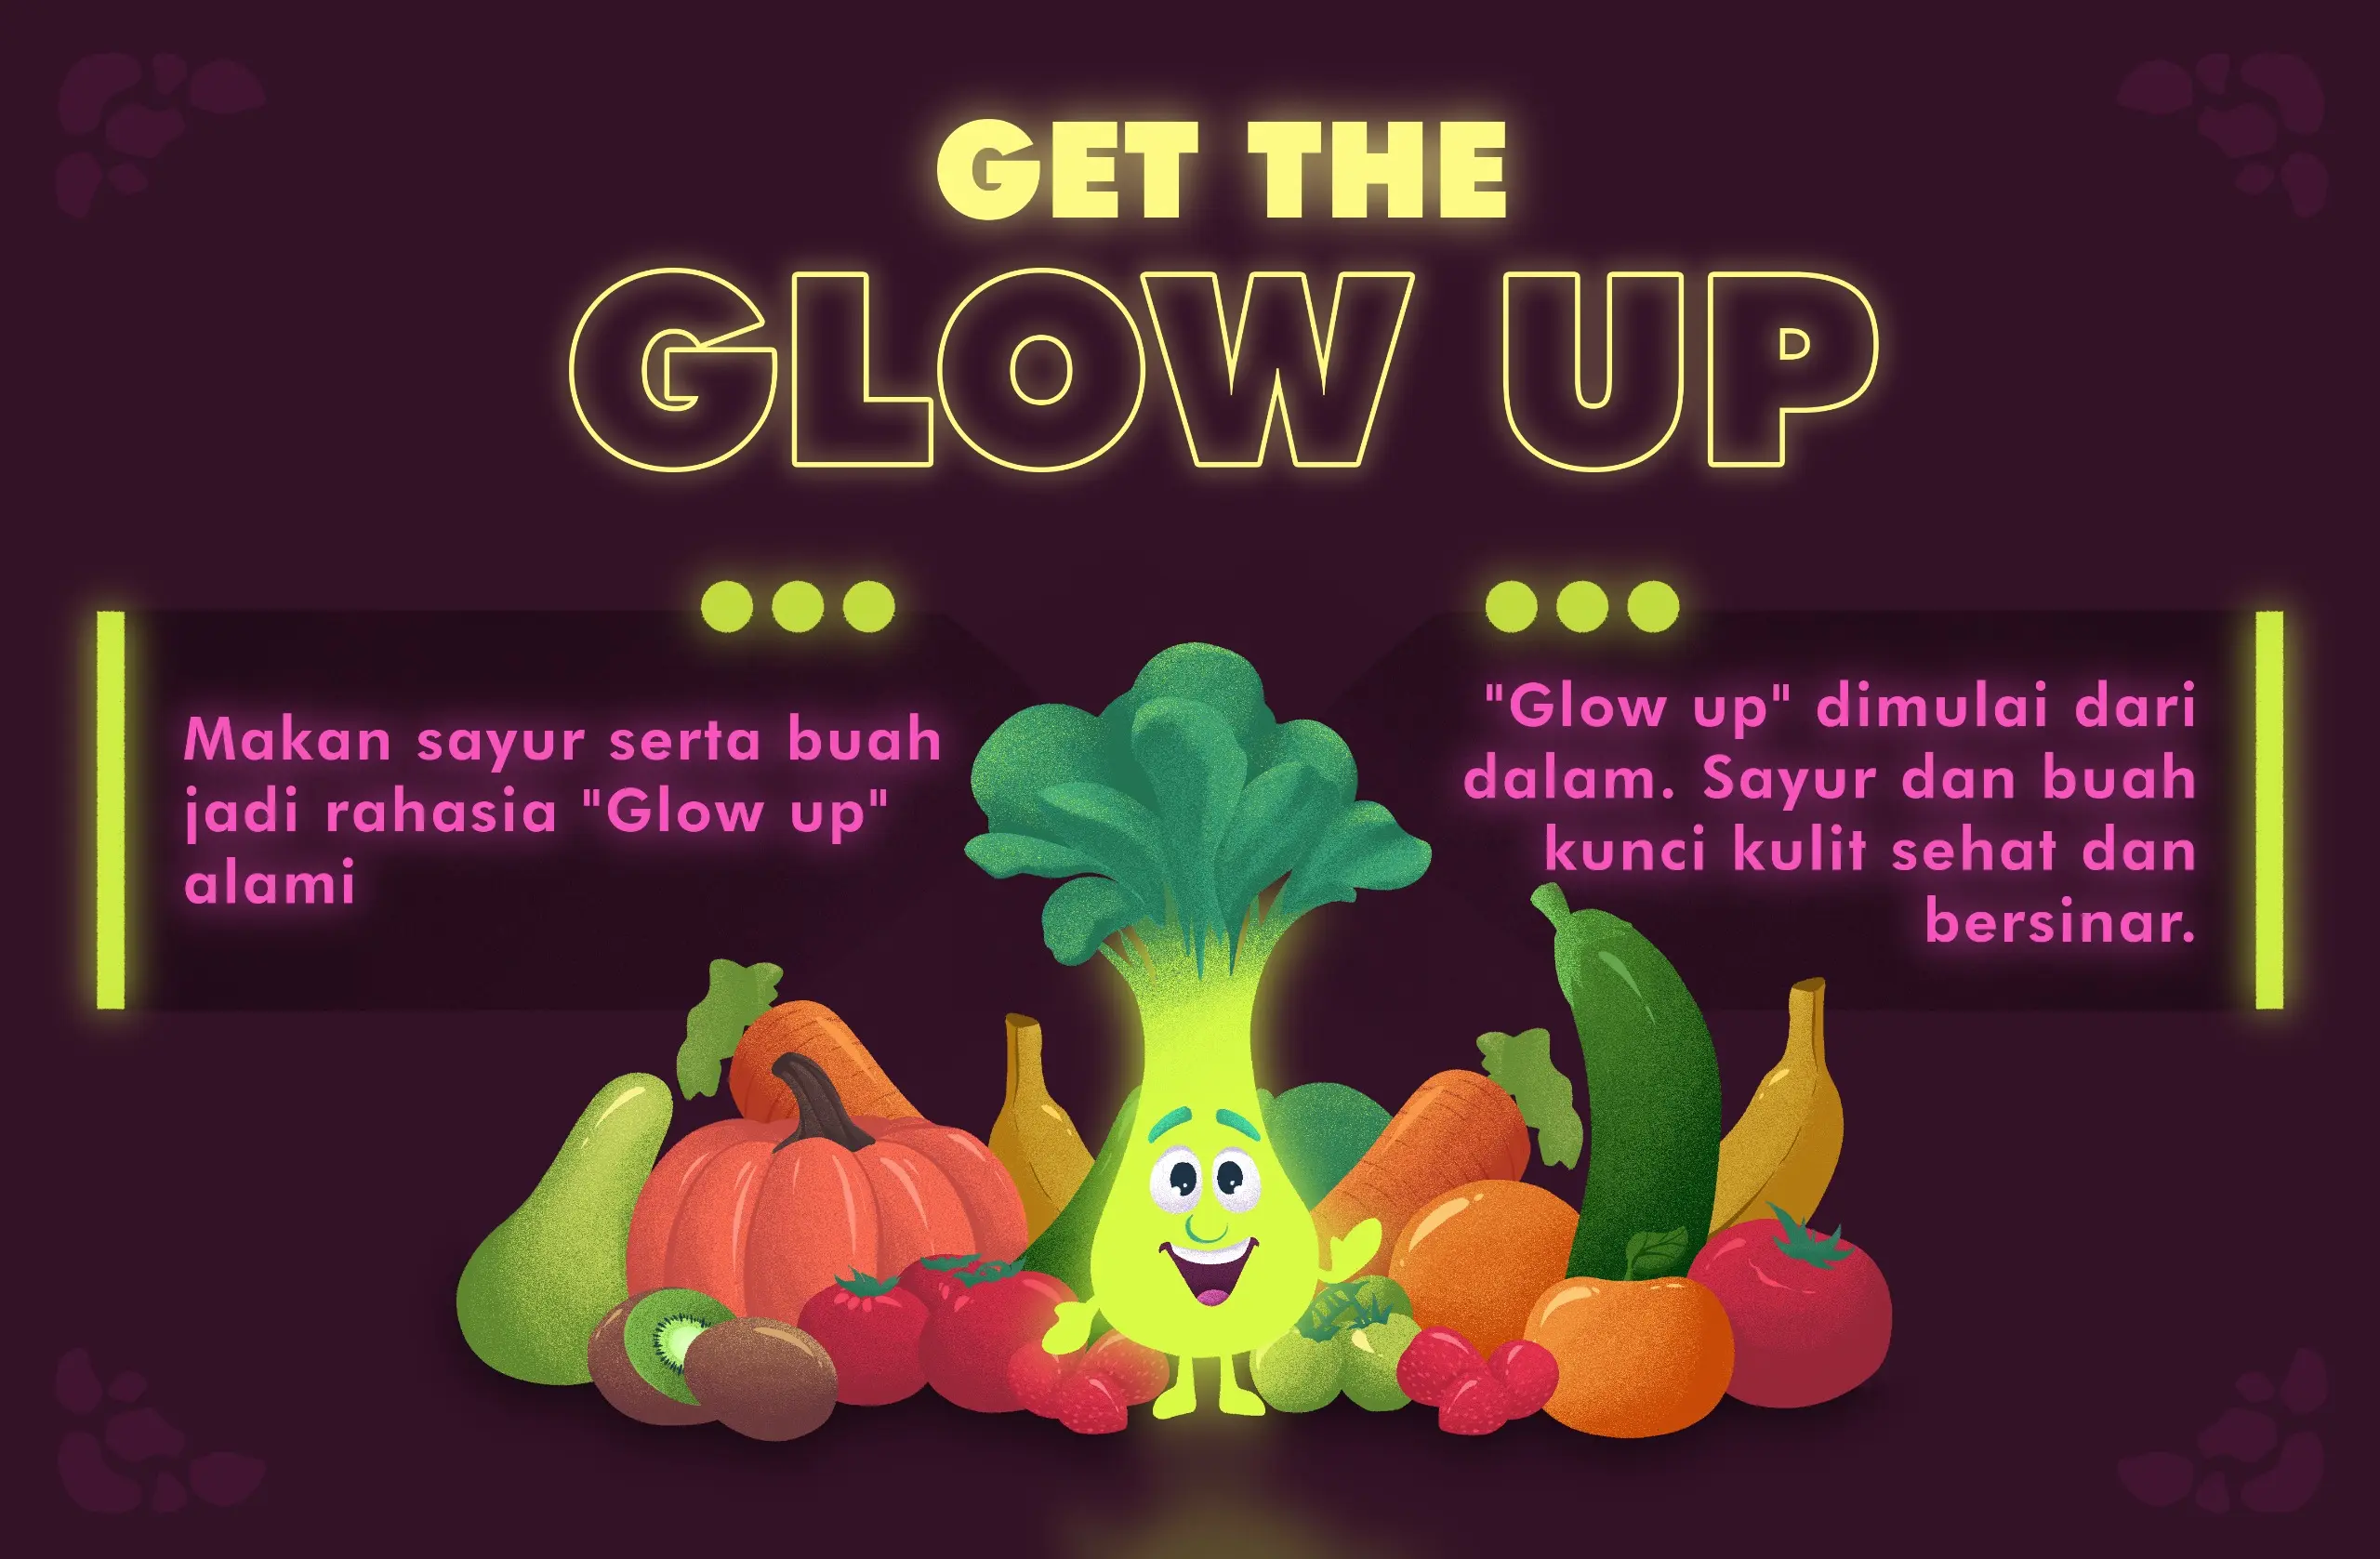 GET THE
GLOW UP
Makan sayur serta buah
jadi rahasia "Glow up"
alami
"Glow up" dimulai dari
dalam. Sayur dan buah
kunci kulit sehat dan
bersinar.